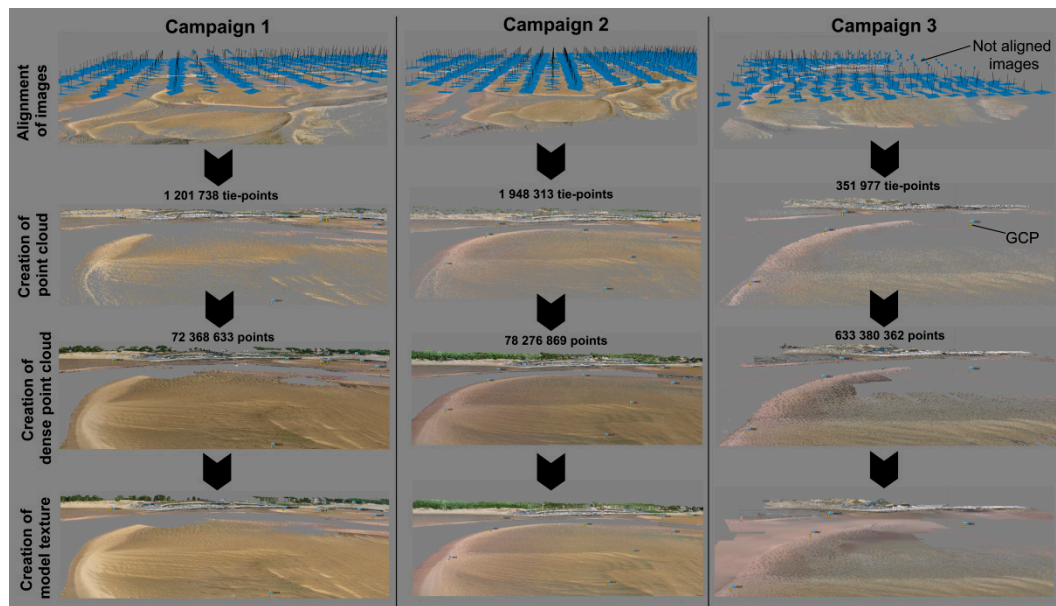 Campaign 1
Campaign 2
Campaign 3
Alignment
of images
Not aligned
images
1 201 738 tie-points
1 948 313 tie-points
351 977 tie-points
Creation of
point cloud
GCP
72 368 633 points
78 276 869 points
633 380 362 points
Creation of
dense point cloud
Creation of
model texture